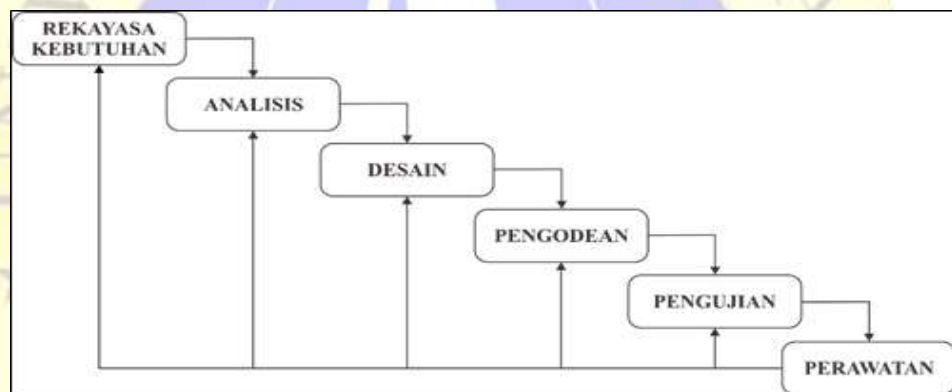 REKAYASA
KEBUTUHAN
ANALISIS
DESAIN
PENGODEAN
PENGUJIAN
PERAWATAN